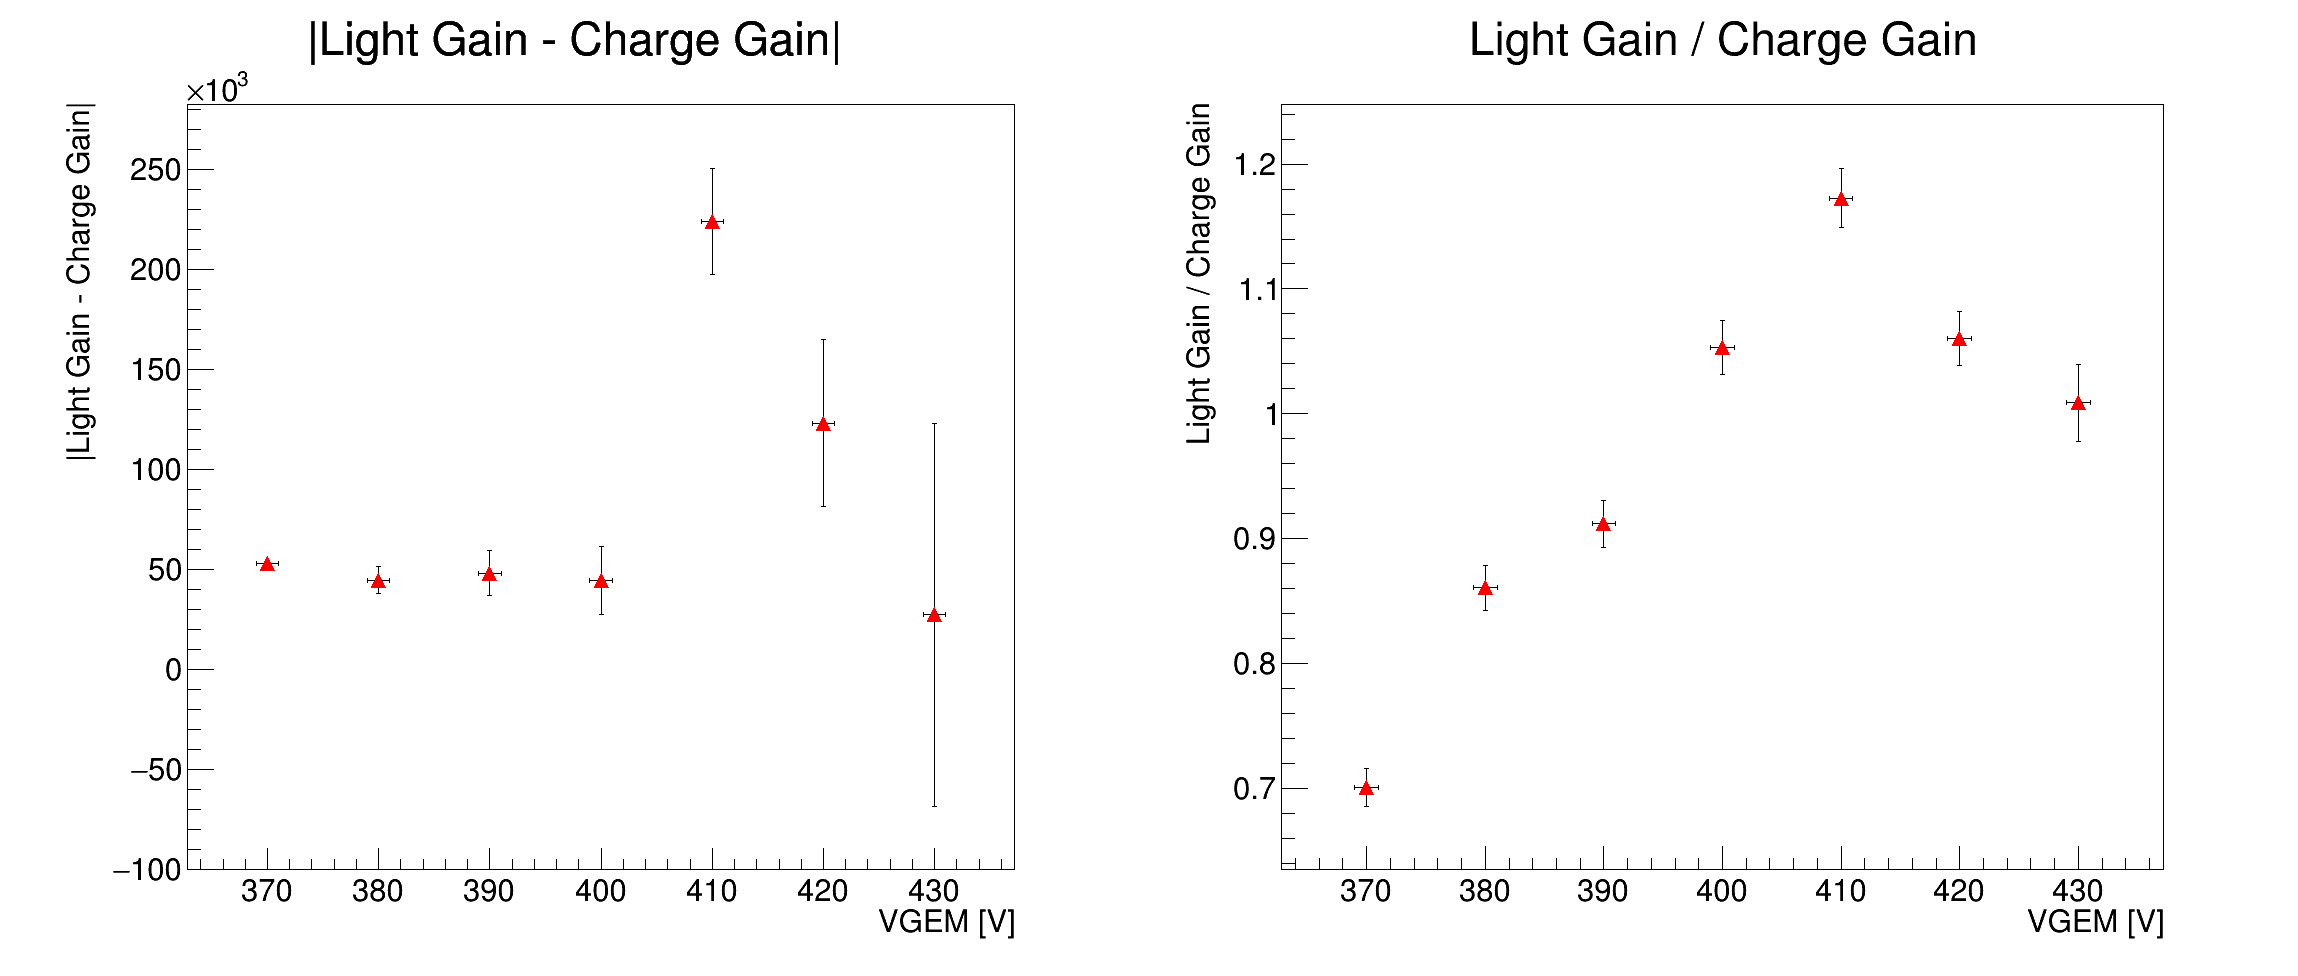 |Light Gain - Charge Gain|
×10³
|Light Gain - Charge Gain|
250
200
150
100
50
0
−50
−100
370 380 390 400 410 420 430
VGEM [V]
Light Gain / Charge Gain
Light Gain / Charge Gain
1.2
1.1
1
0.9
0.8
0.7
370 380 390 400 410 420 430
VGEM [V]